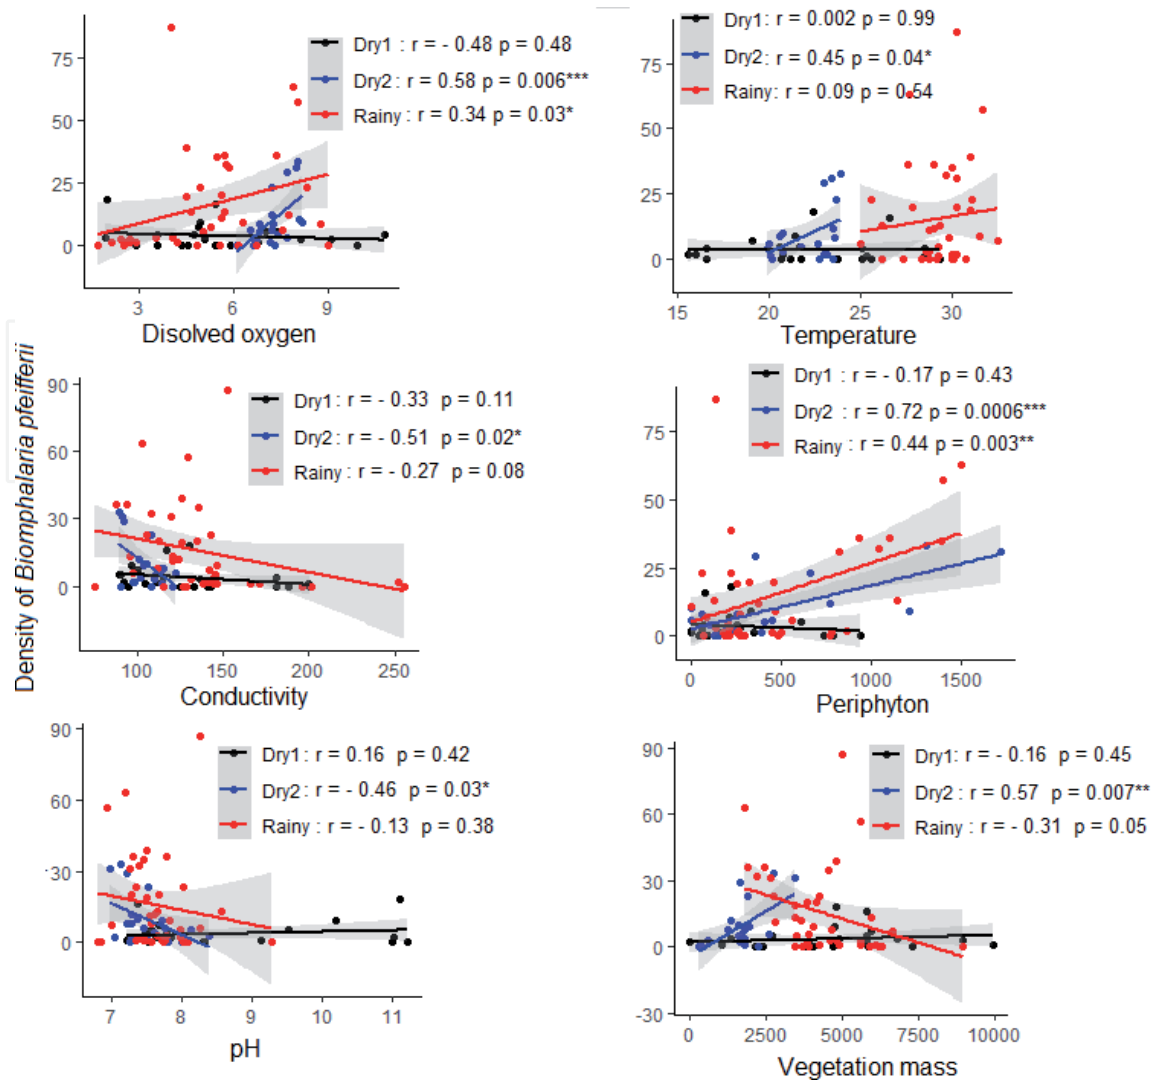 Density of Biomphalaria pfeifferii
75
50
25
0
3 6 9
Disolved oxygen
Dry1 : r = - 0.48 p = 0.48
Dry2 : r = 0.58 p = 0.006***
Rainy : r = 0.34 p = 0.03*
75
50
25
0
15 20 25 30
Temperature
Dry1 : r = 0.002 p = 0.99
Dry2 : r = 0.45 p = 0.04*
Rainy: r = 0.09 p = 0.54
90
60
30
0
100 150 200 250
Conductivity
Dry1 : r = - 0.33 p = 0.11
Dry2 : r = - 0.51 p = 0.02*
Rainy : r = - 0.27 p = 0.08
75
50
25
0
0 500 1000 1500
Periphyton
Dry1 : r = - 0.17 p = 0.43
Dry2 : r = 0.72 p = 0.0006***
Rainy : r = 0.44 p = 0.003**
90
60
30
0
7 8 9 10 11
pH
Dry1 : r = 0.16 p = 0.42
Dry2 : r = - 0.46 p = 0.03*
Rainy : r = - 0.13 p = 0.38
90
60
30
0
-30
0 2500 5000 7500 10000
Vegetation mass
Dry1 : r = - 0.16 p = 0.45
Dry2 : r = 0.57 p = 0.007**
Rainy : r = - 0.31 p = 0.05